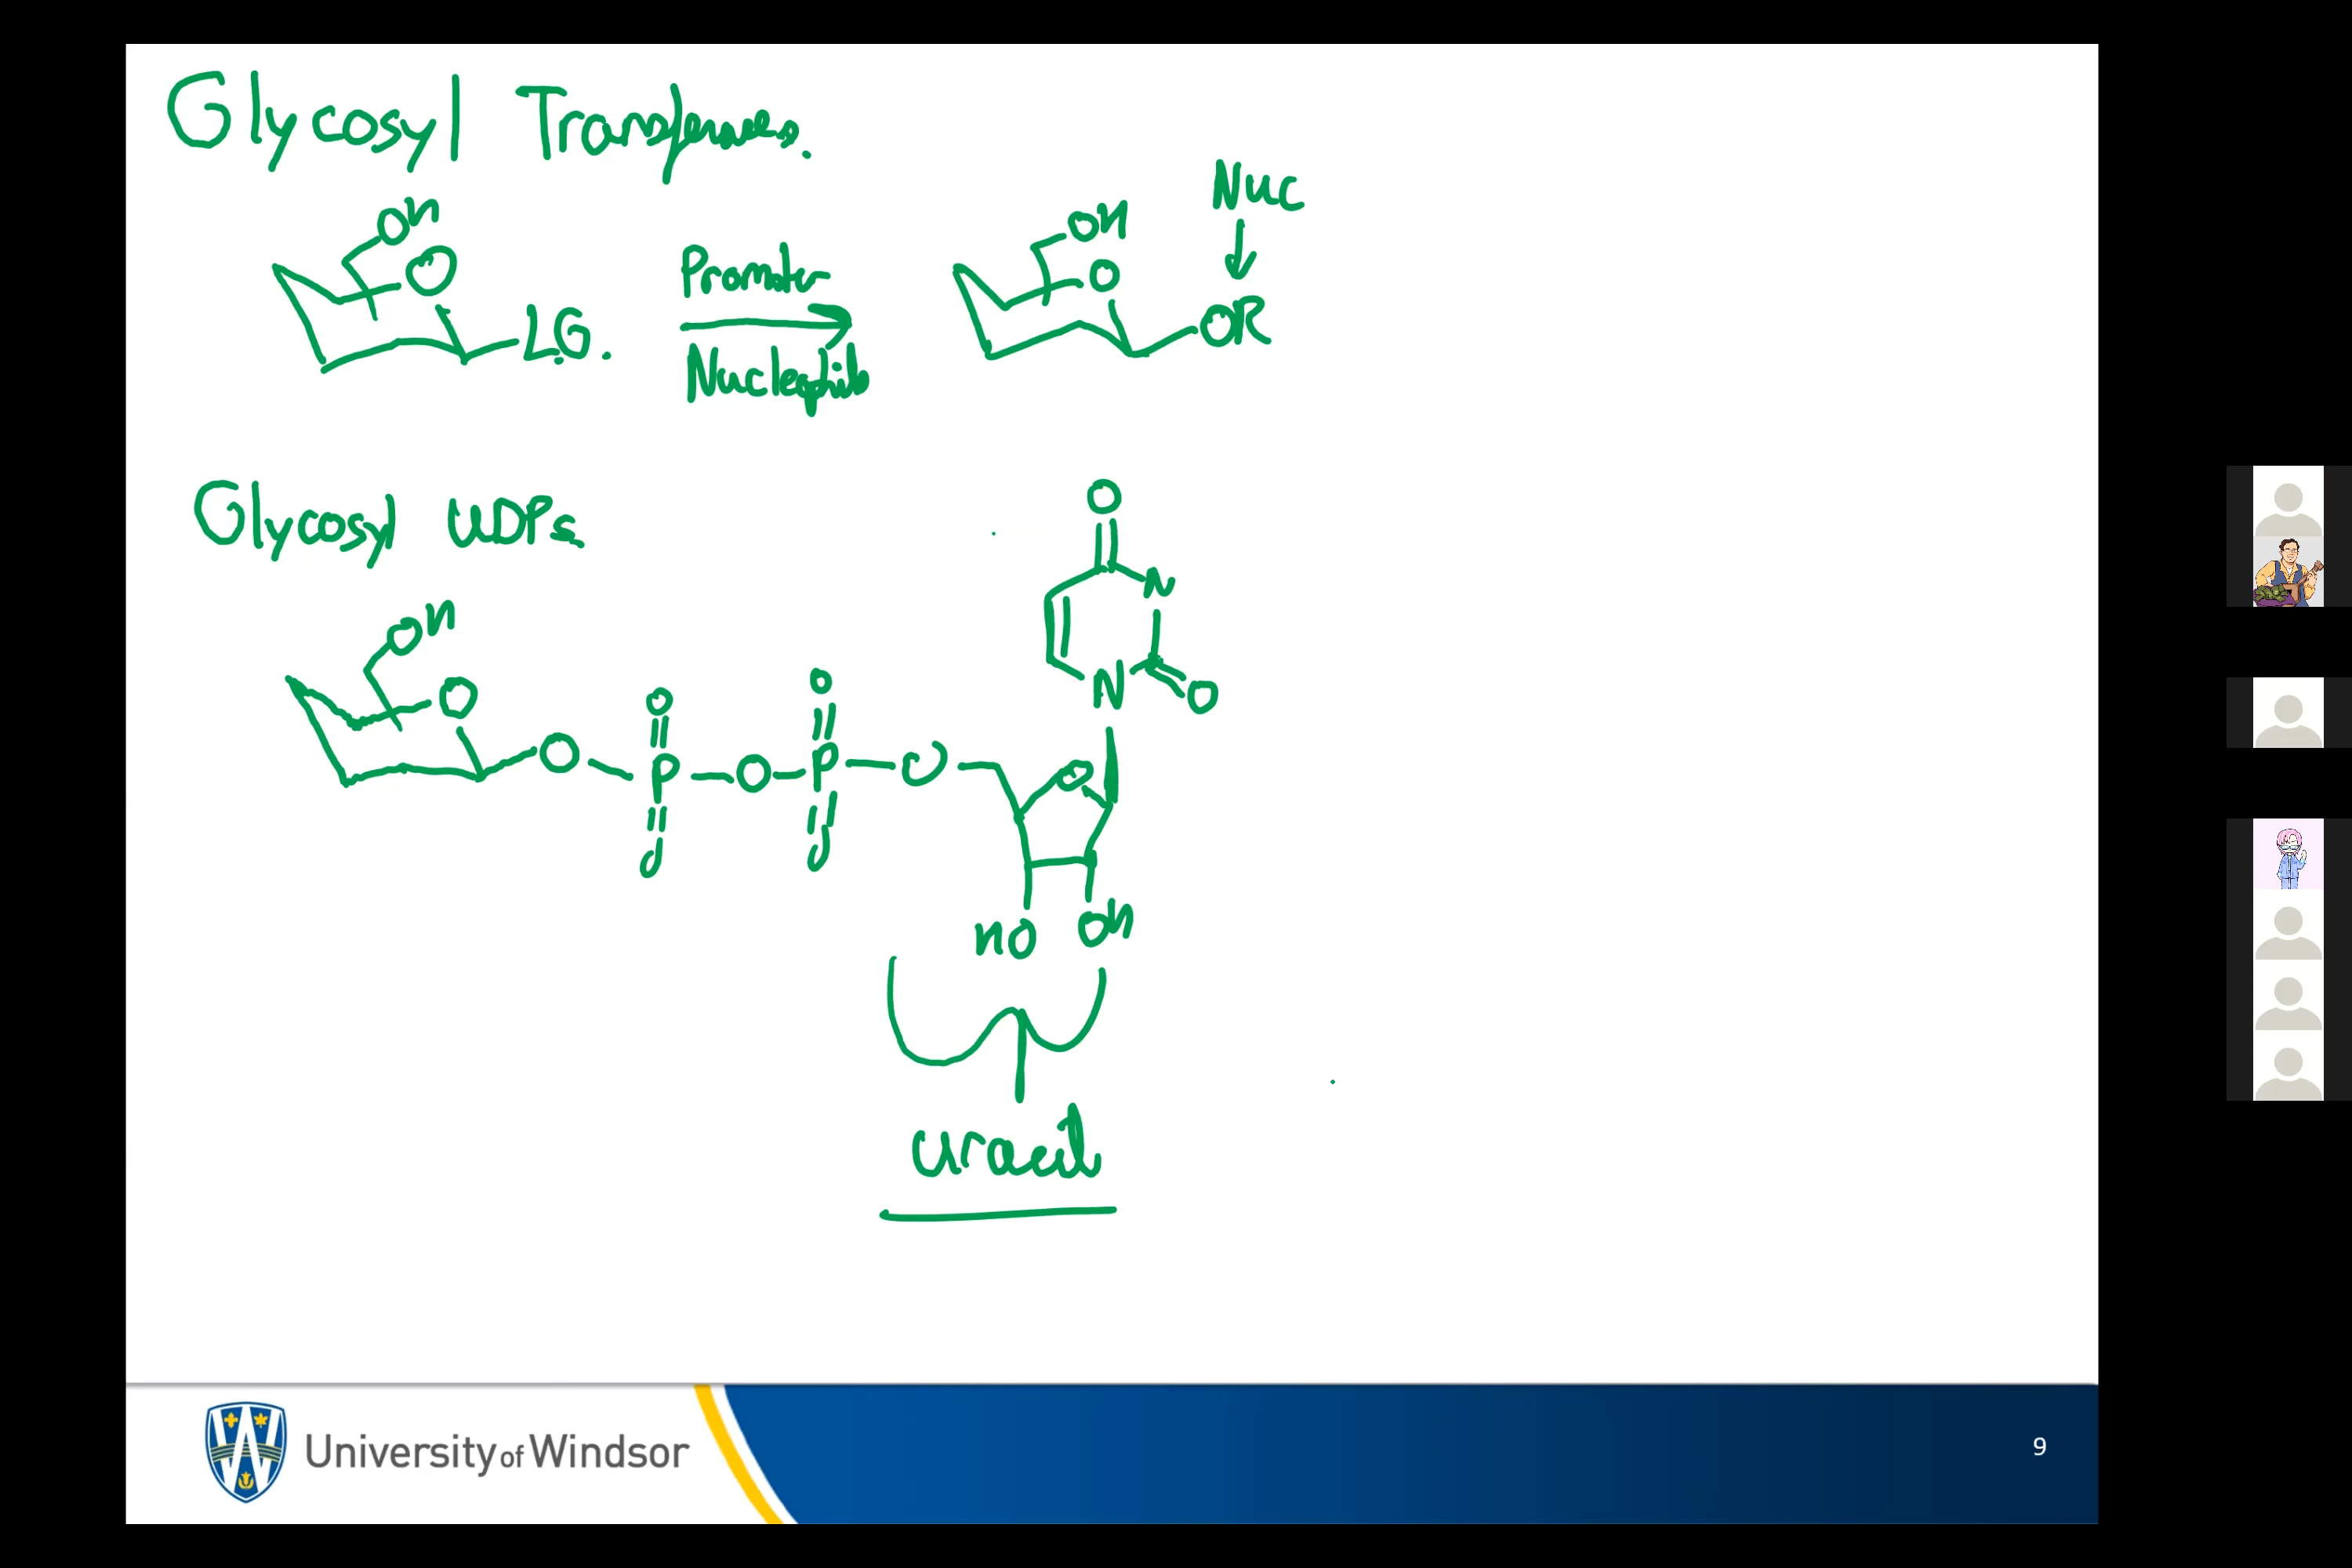 Glycosyl Transferases.
OH
O
LG.
Promoter
Nucleophile
OH
O
Nuc
OR
Glycosyl UDPs
OH
O
O
O
P
O
O
P
O
O
O
O
N
N
O
O
HO OH
Uracil
University of Windsor
9